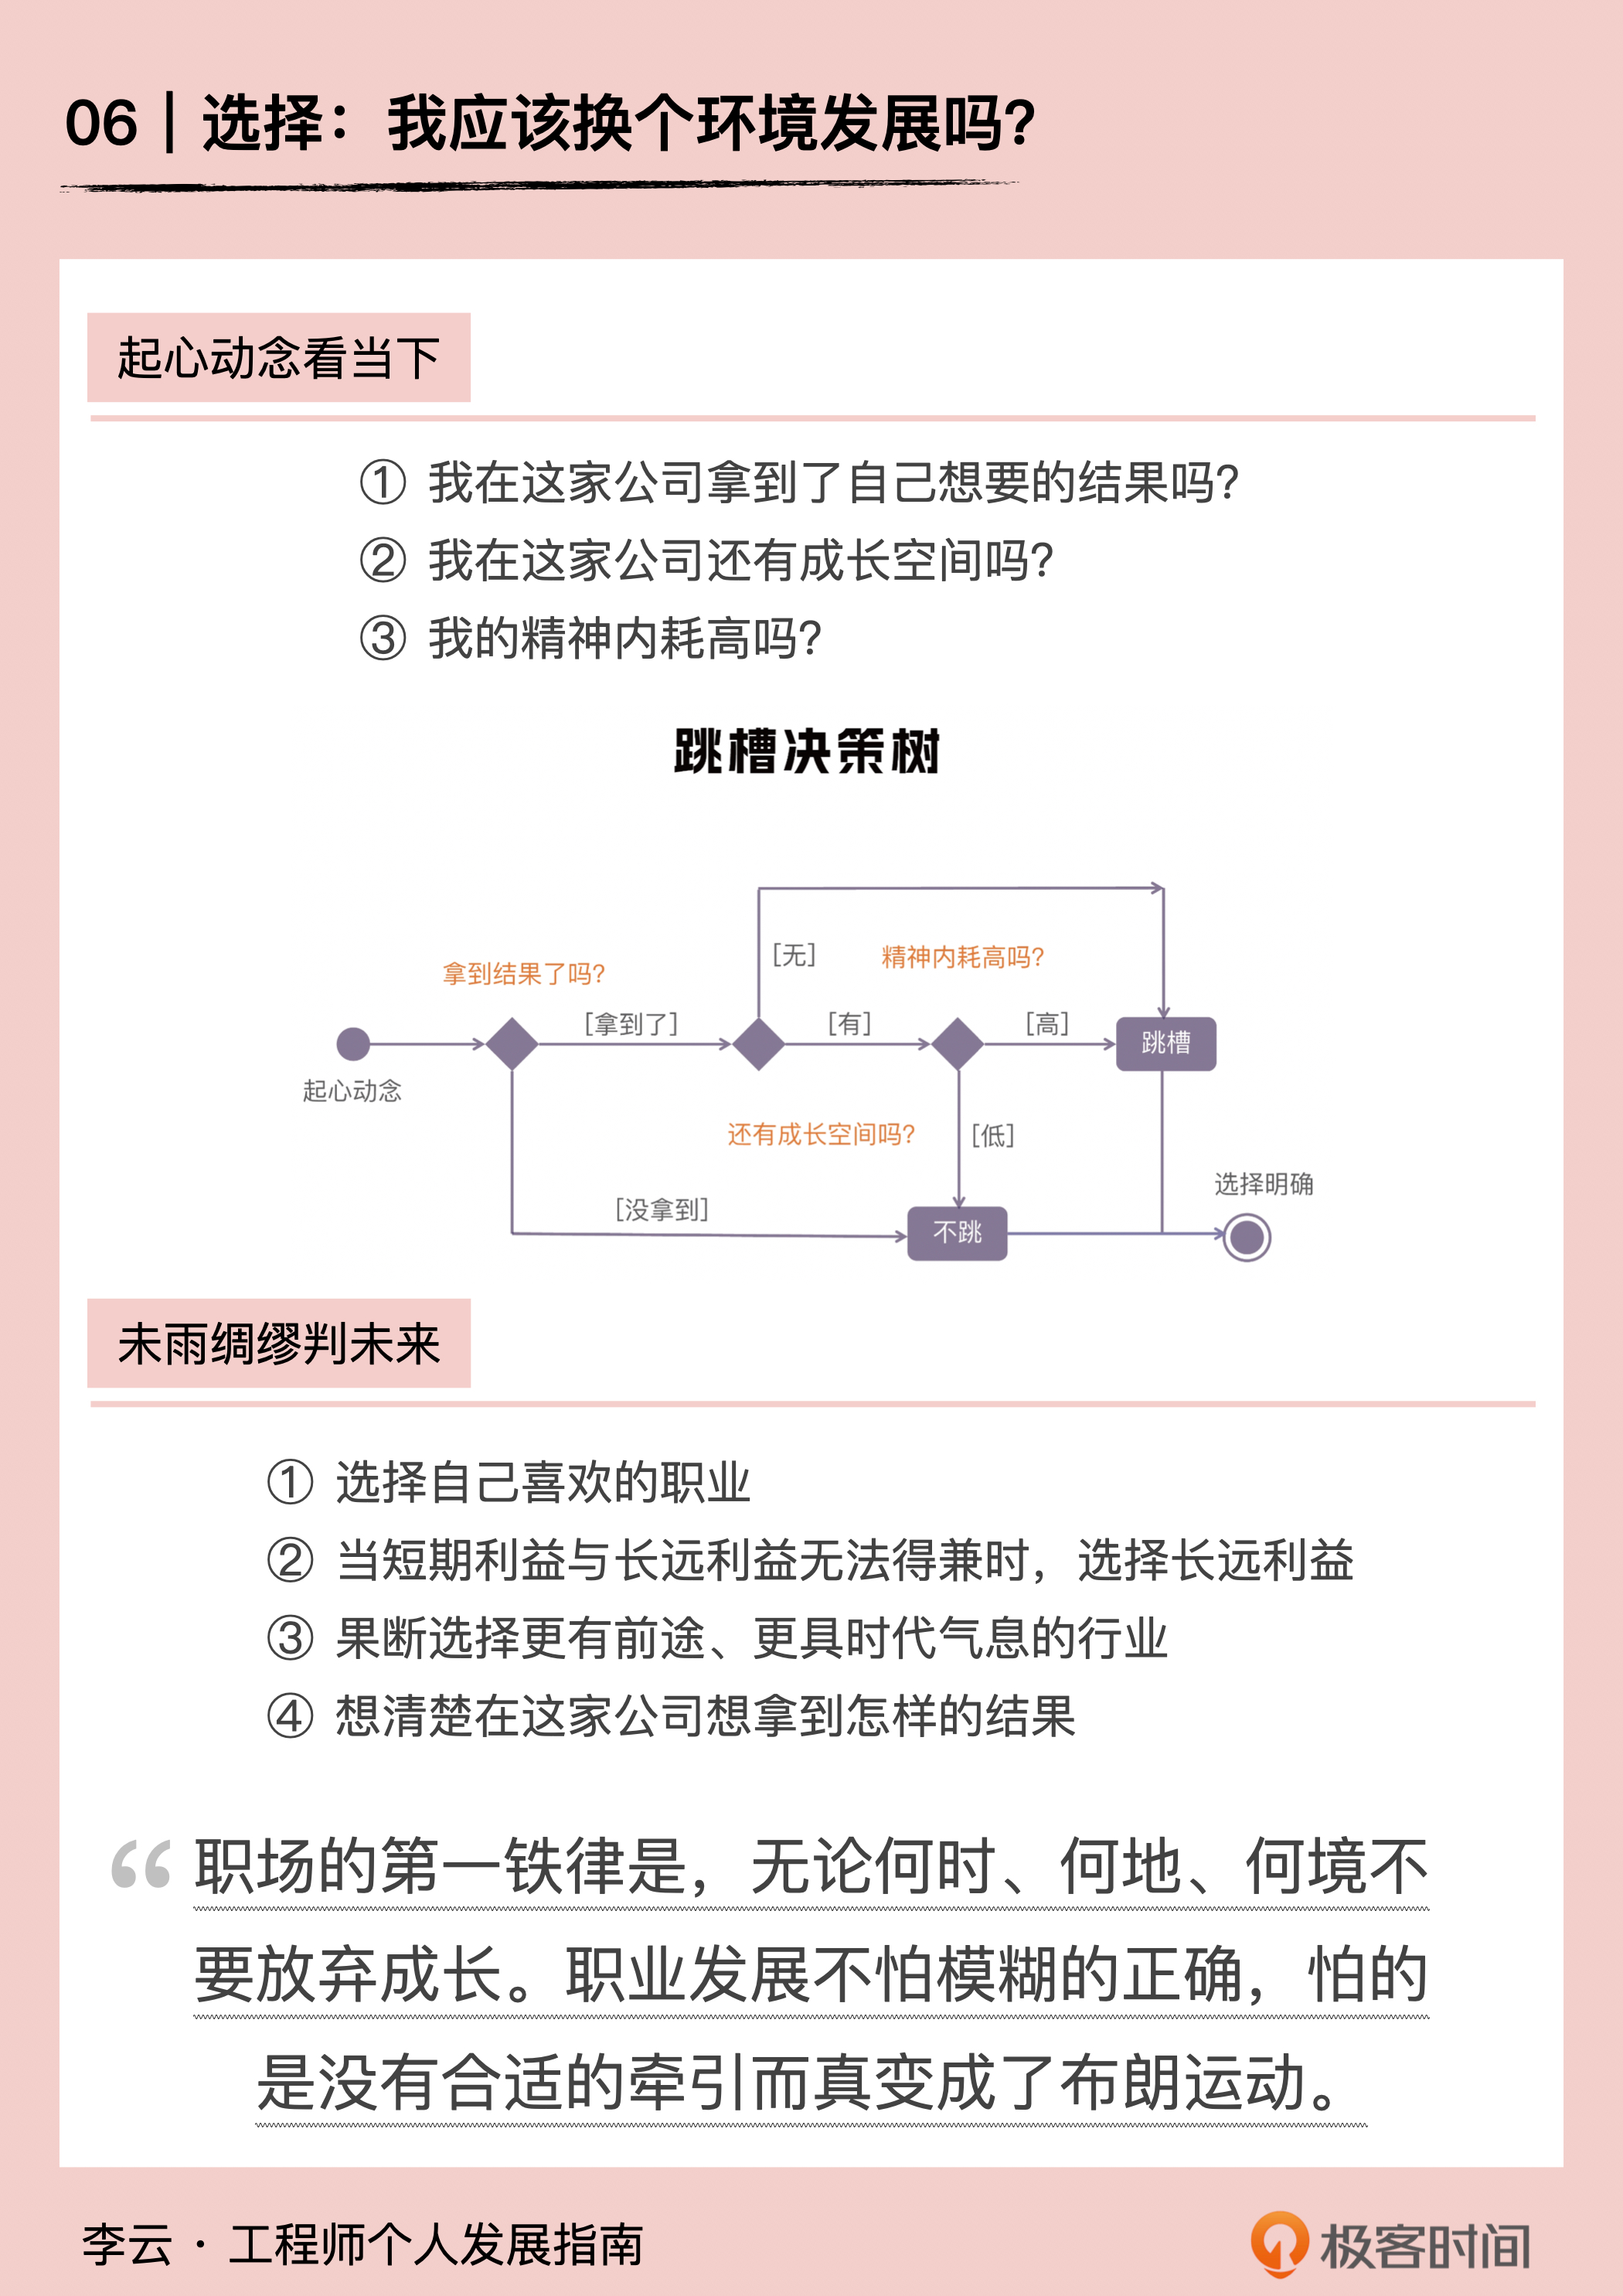 06｜选择：我应该换个环境发展吗？
起心动念看当下
① 我在这家公司拿到了自己想要的结果吗？
② 我在这家公司还有成长空间吗？
③ 我的精神内耗高吗？
跳槽决策树
[无]
精神内耗高吗？
拿到结果了吗？
[拿到了]
[有]
[高]
跳槽
起心动念
还有成长空间吗？
[低]
选择明确
[没拿到]
不跳
未雨绸缪判未来
① 选择自己喜欢的职业
② 当短期利益与长远利益无法得兼时，选择长远利益
③ 果断选择更有前途、更具时代气息的行业
④ 想清楚在这家公司想拿到怎样的结果
“职场的第一铁律是，无论何时、何地、何境不
要放弃成长。职业发展不怕模糊的正确，怕的
是没有合适的牵引而真变成了布朗运动。
李云 · 工程师个人发展指南
极客时间